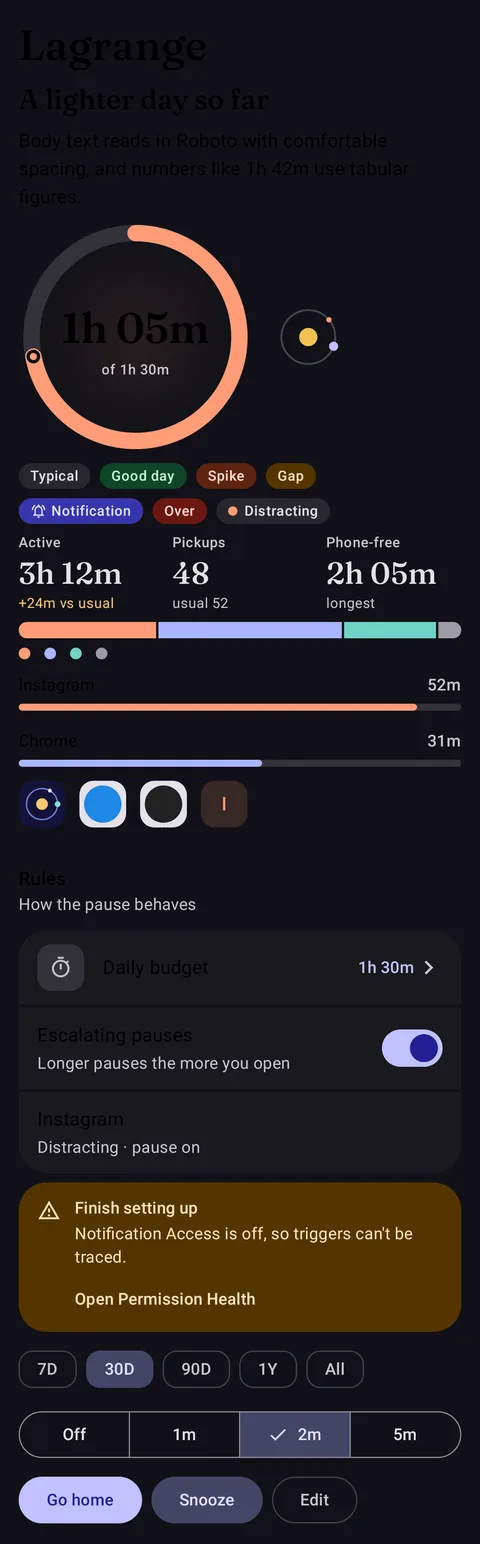 Lagrange
A lighter day so far
Body text reads in Roboto with comfortable
spacing, and numbers like 1h 42m use tabular
figures.
1h 05m
of 1h 30m
Typical Good day Spike Gap
Notification Over Distracting
Active Pickups Phone-free
3h 12m 48 2h 05m
+24m vs usual usual 52 longest
Instagram 52m
Chrome 31m
I
Rules
How the pause behaves
Daily budget 1h 30m
Escalating pauses
Longer pauses the more you open
Instagram
Distracting · pause on
Finish setting up
Notification Access is off, so triggers can't be
traced.
Open Permission Health
7D 30D 90D 1Y All
Off 1m 2m 5m
Go home Snooze Edit